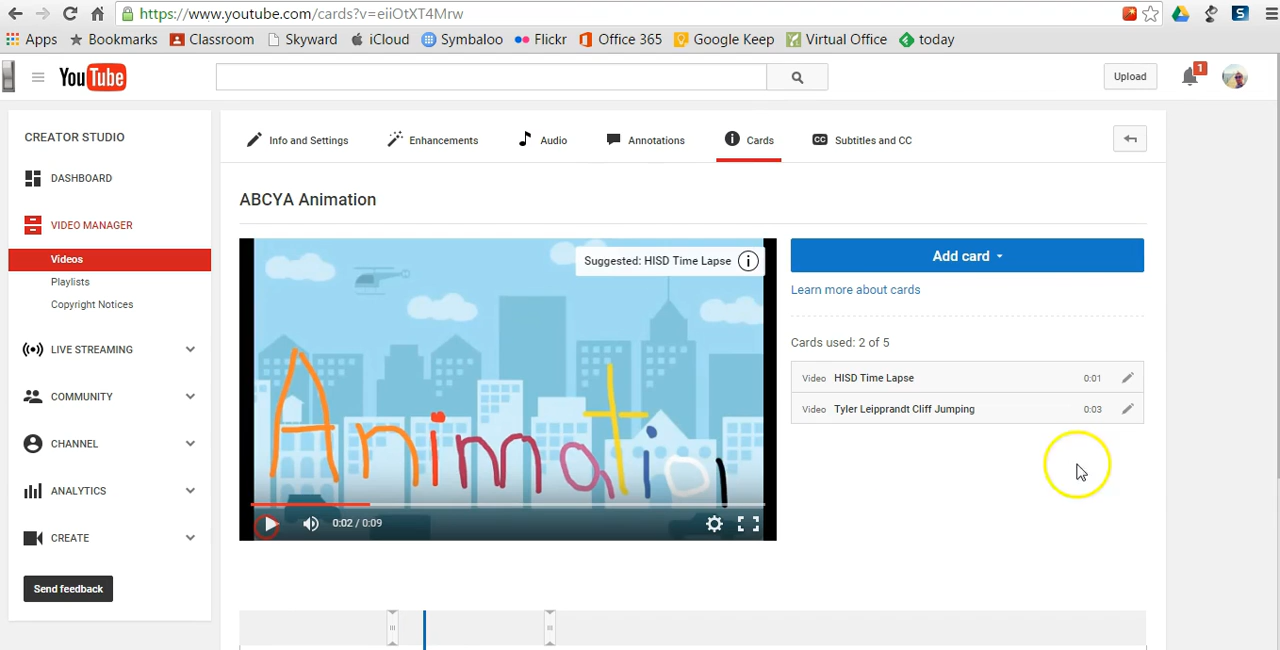 https://www.youtube.com/cards?v=eiiOtXT4Mrw
Apps Bookmarks Classroom Skyward iCloud Symbaloo Flickr Office 365 Google Keep Virtual Office today
YouTube Upload 1
CREATOR STUDIO
DASHBOARD
VIDEO MANAGER
Videos
Playlists
Copyright Notices
LIVE STREAMING
COMMUNITY
CHANNEL
ANALYTICS
CREATE
Send feedback
Info and Settings Enhancements Audio Annotations Cards CC Subtitles and CC
ABCYA Animation
Suggested: HISD Time Lapse
Animation
0:02 / 0:09
Add card
Learn more about cards
Cards used: 2 of 5
Video HISD Time Lapse 0:01
Video Tyler Leipprandt Cliff Jumping 0:03